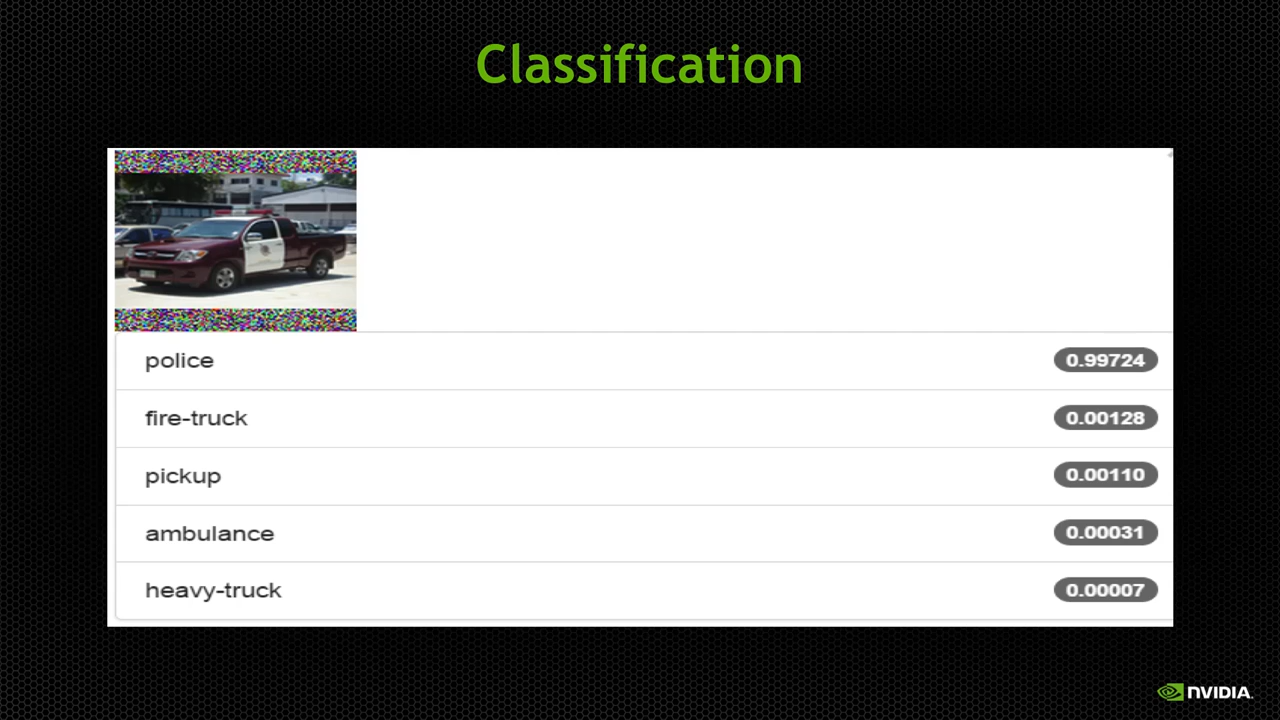 Classification
police 0.99724
fire-truck 0.00128
pickup 0.00110
ambulance 0.00031
heavy-truck 0.00007
NVIDIA.